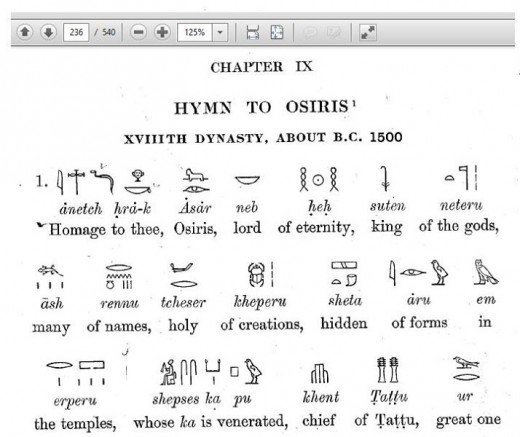 236 / 540 125%
CHAPTER IX
HYMN TO OSIRIS¹
XVIIITH DYNASTY, ABOUT B.C. 1500
1.
ȧnetch ḥrȧ-k Ȧsȧr neb ḥeḥ suten neteru
Homage to thee, Osiris, lord of eternity, king of the gods,
āsh rennu tcheser kheperu sheta ȧru em
many of names, holy of creations, hidden of forms in
erperu shepses ka pu khent Ṭaṭṭu ur
the temples, whose ka is venerated, chief of Ṭaṭṭu, great one